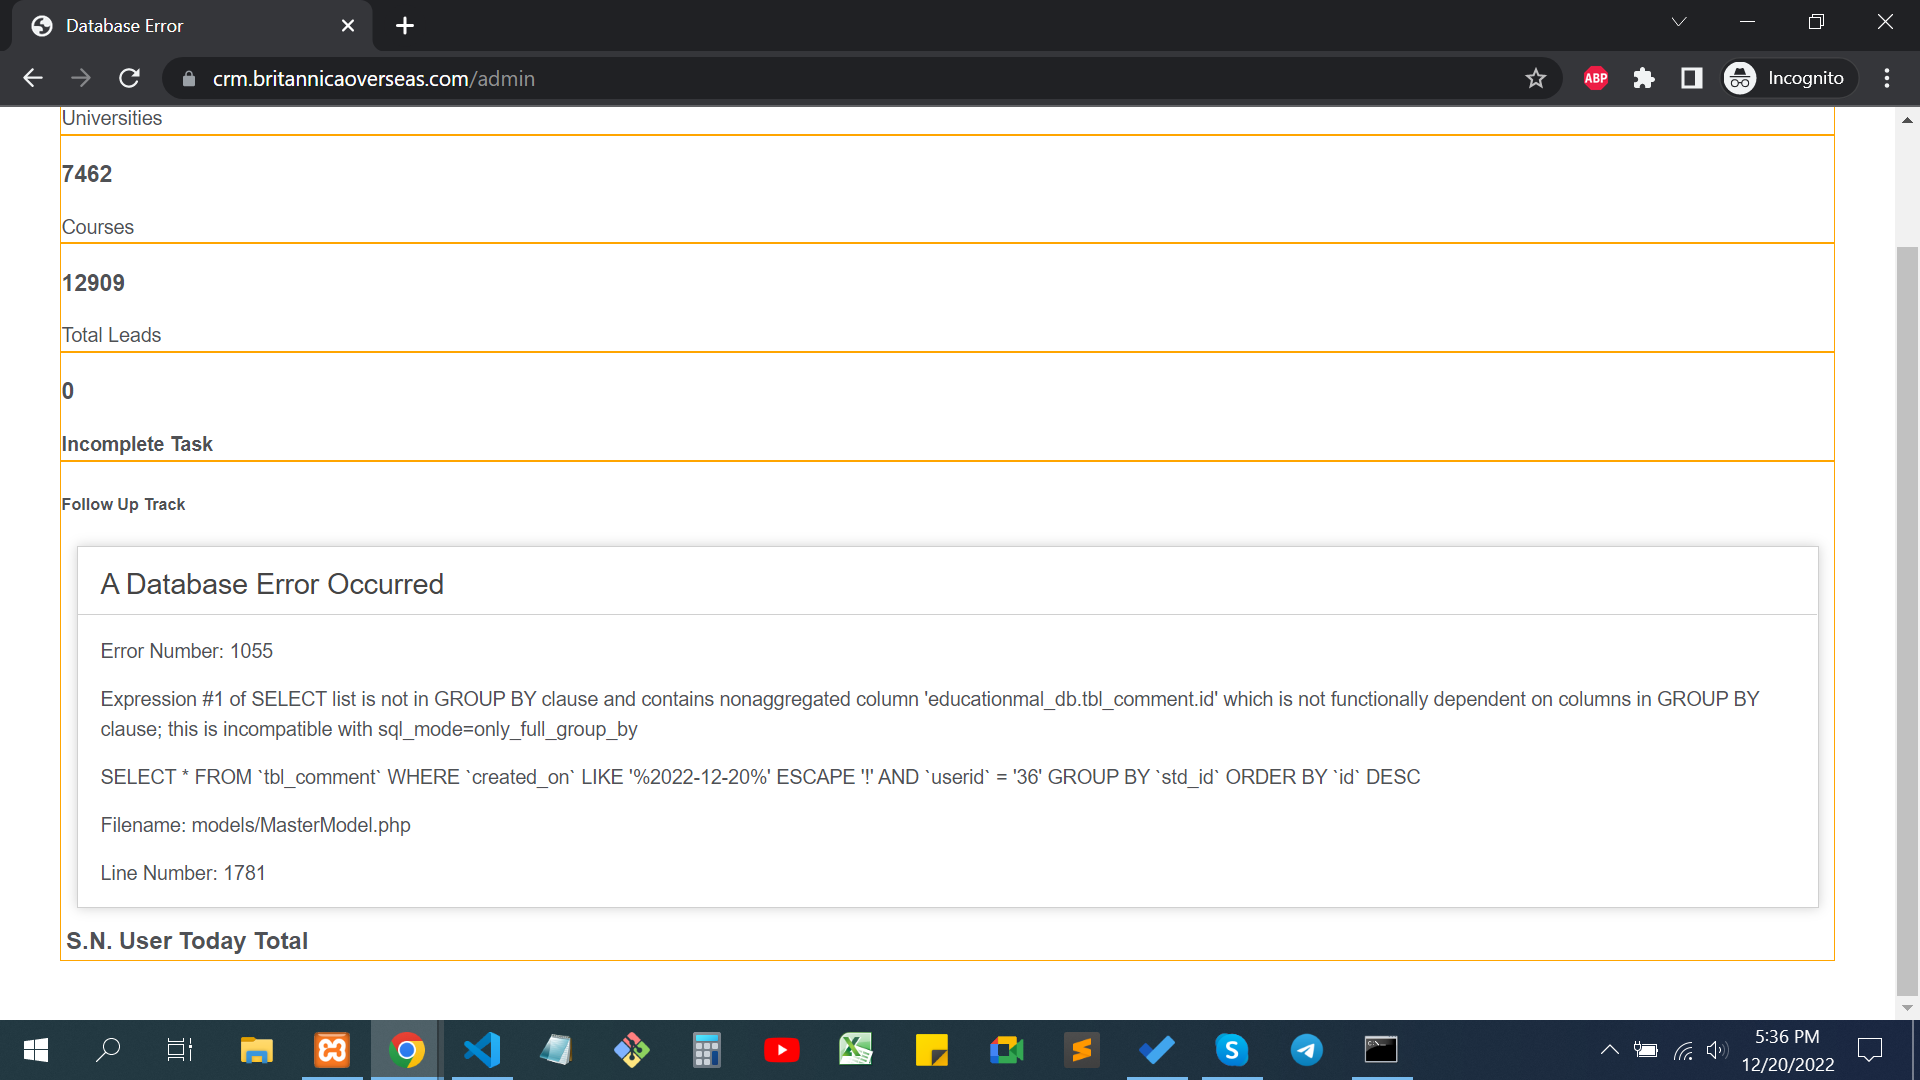 Database Error
crm.britannicaoverseas.com/admin
ABP
Incognito
Universities
7462
Courses
12909
Total Leads
0
Incomplete Task
Follow Up Track
A Database Error Occurred
Error Number: 1055
Expression #1 of SELECT list is not in GROUP BY clause and contains nonaggregated column 'educationmal_db.tbl_comment.id' which is not functionally dependent on columns in GROUP BY
clause; this is incompatible with sql_mode=only_full_group_by
SELECT * FROM `tbl_comment` WHERE `created_on` LIKE '%2022-12-20%' ESCAPE '!' AND `userid` = '36' GROUP BY `std_id` ORDER BY `id` DESC
Filename: models/MasterModel.php
Line Number: 1781
S.N. User Today Total
5:36 PM
12/20/2022